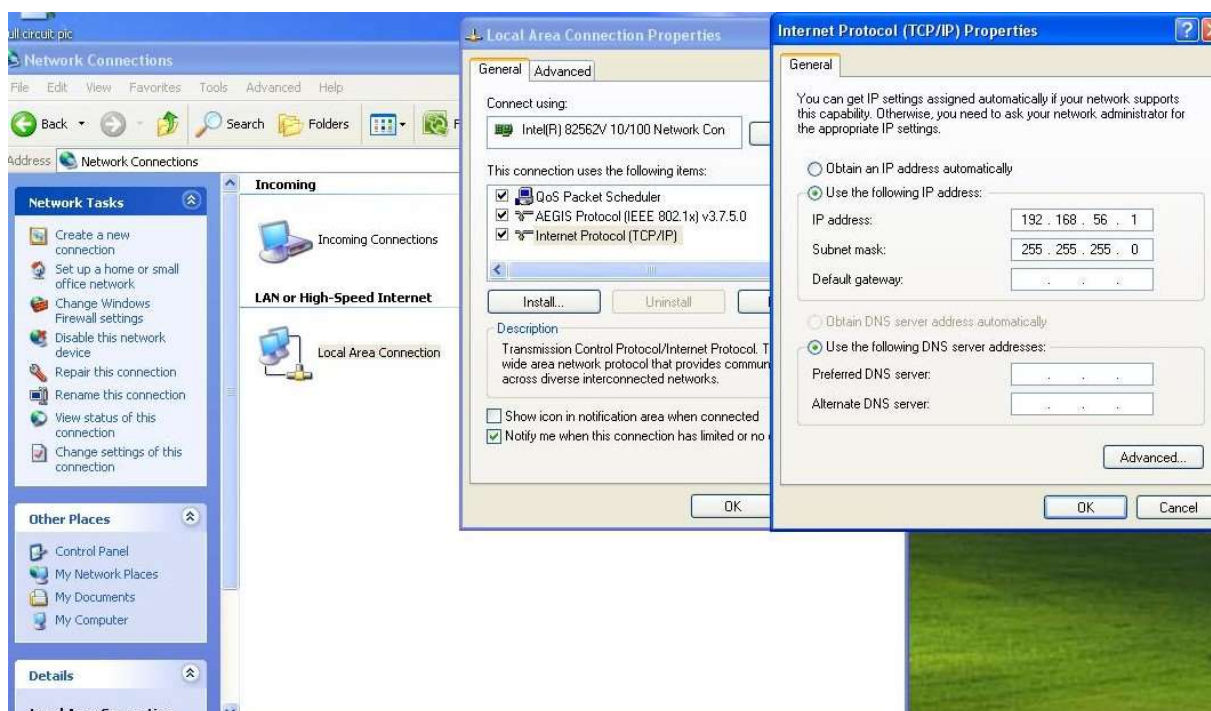 ull circuit pic
Network Connections
File Edit View Favorites Tools Advanced Help
Back Search Folders
Address Network Connections
Network Tasks
Create a new
connection
Set up a home or small
office network
Change Windows
Firewall settings
Disable this network
device
Repair this connection
Rename this connection
View status of this
connection
Change settings of this
connection
Other Places
Control Panel
My Network Places
My Documents
My Computer
Details
Incoming
Incoming Connections
LAN or High-Speed Internet
Local Area Connection
Local Area Connection Properties
General Advanced
Connect using:
Intel(R) 82562V 10/100 Network Con
This connection uses the following items:
QoS Packet Scheduler
AEGIS Protocol (IEEE 802.1x) v3.7.5.0
Internet Protocol (TCP/IP)
Install... Uninstall
Description
Transmission Control Protocol/Internet Protocol. T
wide area network protocol that provides commun
across diverse interconnected networks.
Show icon in notification area when connected
Notify me when this connection has limited or no
OK
Internet Protocol (TCP/IP) Properties
General
You can get IP settings assigned automatically if your network supports
this capability. Otherwise, you need to ask your network administrator for
the appropriate IP settings.
Obtain an IP address automatically
Use the following IP address:
IP address: 192 . 168 . 56 . 1
Subnet mask: 255 . 255 . 255 . 0
Default gateway: . . .
Obtain DNS server address automatically
Use the following DNS server addresses:
Preferred DNS server: . . .
Alternate DNS server: . . .
Advanced...
OK Cancel